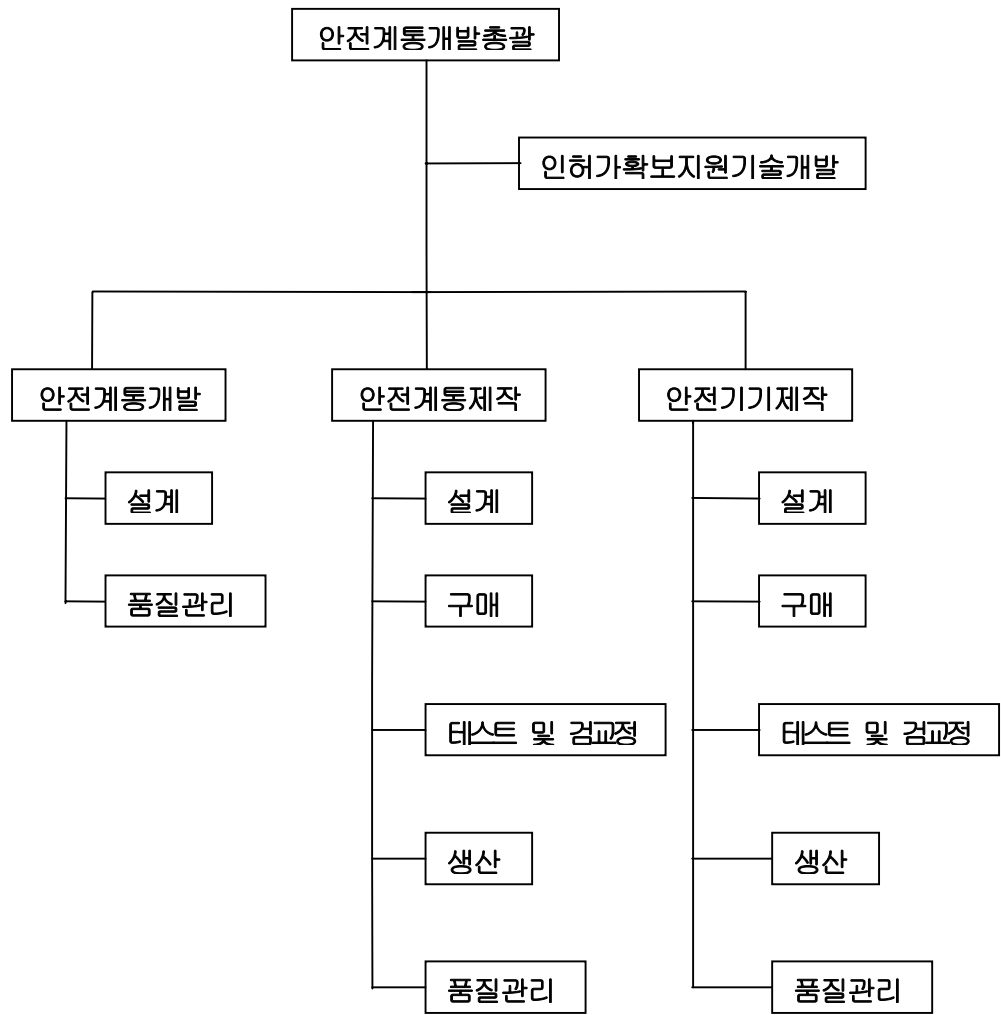 안전계통개발총괄
인허가확보지원기술개발
안전계통개발
안전계통제작
안전기기제작
설계
설계
설계
품질관리
구매
구매
테스트 및 검교정
테스트 및 검교정
생산
생산
품질관리
품질관리